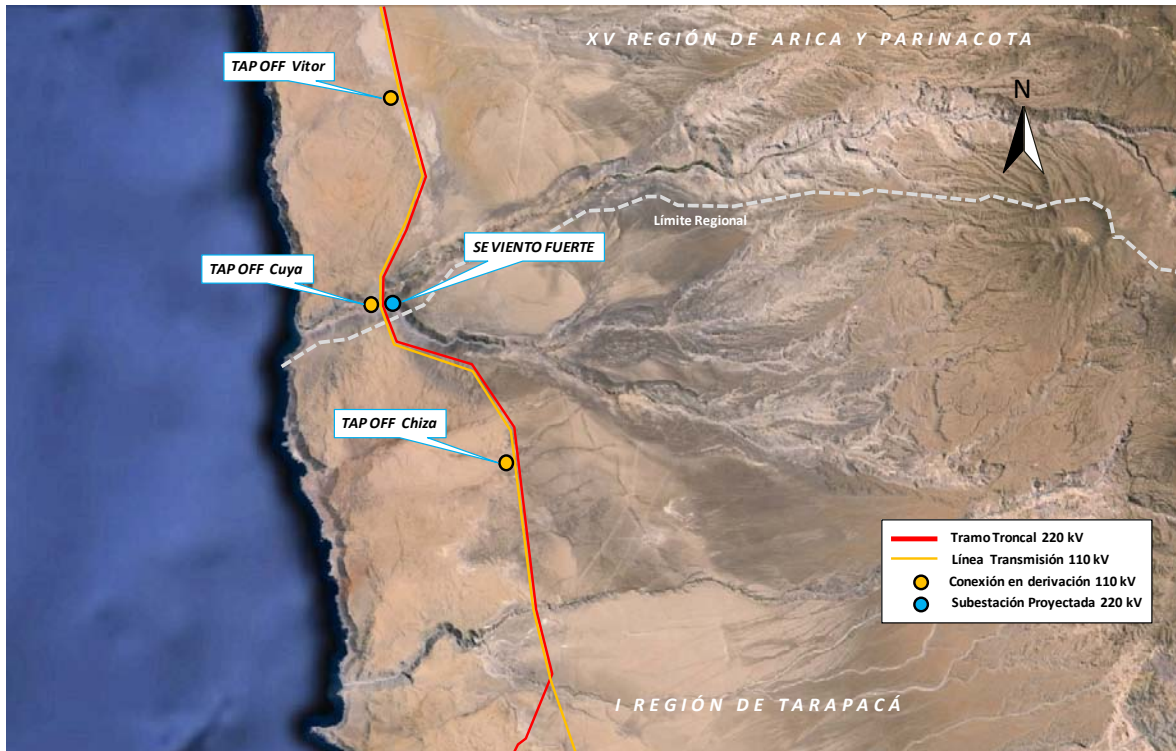 XV REGIÓN DE ARICA Y PARINACOTA
TAP OFF Vitor
N
Límite Regional
SE VIENTO FUERTE
TAP OFF Cuya
TAP OFF Chiza
Tramo Troncal 220 kV
Línea Transmisión 110 kV
Conexión en derivación 110 kV
Subestación Proyectada 220 kV
I REGIÓN DE TARAPACÁ